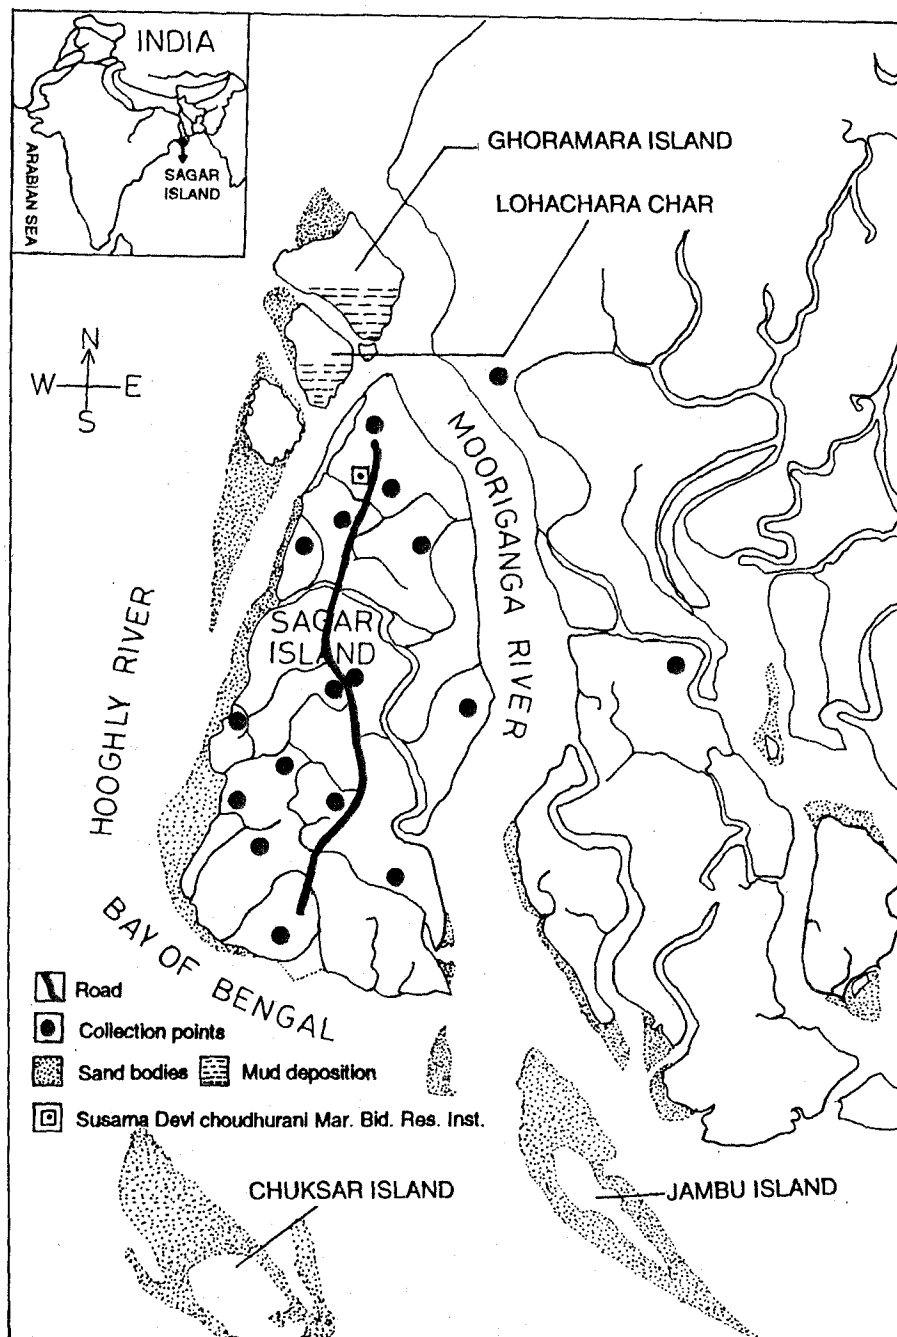 INDIA
ARABIAN SEA
SAGAR
ISLAND
GHORAMARA ISLAND
LOHACHARA CHAR
N
W E
S
MOORIGANGA RIVER
SAGAR
ISLAND
HOOGHLY RIVER
BAY OF BENGAL
Road
Collection points
Sand bodies
Mud deposition
Susama Devi choudhurani Mar. Bid. Res. Inst.
CHUKSAR ISLAND
JAMBU ISLAND